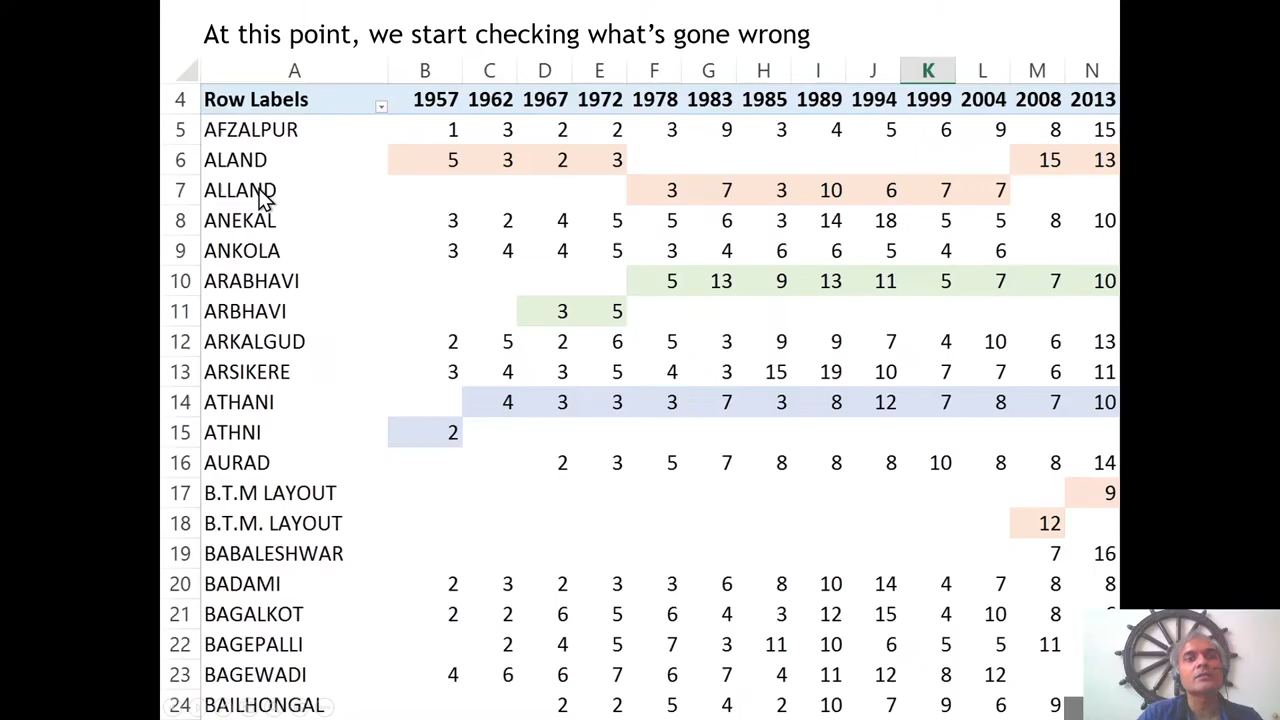 At this point, we start checking what's gone wrong
A B C D E F G H I J K L M N
4 Row Labels 1957 1962 1967 1972 1978 1983 1985 1989 1994 1999 2004 2008 2013
5 AFZALPUR 1 3 2 2 3 9 3 4 5 6 9 8 15
6 ALAND 5 3 2 3 15 13
7 ALLAND 3 7 3 10 6 7 7
8 ANEKAL 3 2 4 5 5 6 3 14 18 5 5 8 10
9 ANKOLA 3 4 4 5 3 4 6 6 5 4 6
10 ARABHAVI 5 13 9 13 11 5 7 7 10
11 ARBHAVI 3 5
12 ARKALGUD 2 5 2 6 5 3 9 9 7 4 10 6 13
13 ARSIKERE 3 4 3 5 4 3 15 19 10 7 7 6 11
14 ATHANI 4 3 3 3 7 3 8 12 7 8 7 10
15 ATHNI 2
16 AURAD 2 3 5 7 8 8 8 10 8 8 14
17 B.T.M LAYOUT 9
18 B.T.M. LAYOUT 12
19 BABALESHWAR 7 16
20 BADAMI 2 3 2 3 3 6 8 10 14 4 7 8 8
21 BAGALKOT 2 2 6 5 6 4 3 12 15 4 10 8
22 BAGEPALLI 2 4 5 7 3 11 10 6 5 5 11
23 BAGEWADI 4 6 6 7 6 7 4 11 12 8 12
24 BAILHONGAL 2 2 5 4 2 10 7 9 6 9